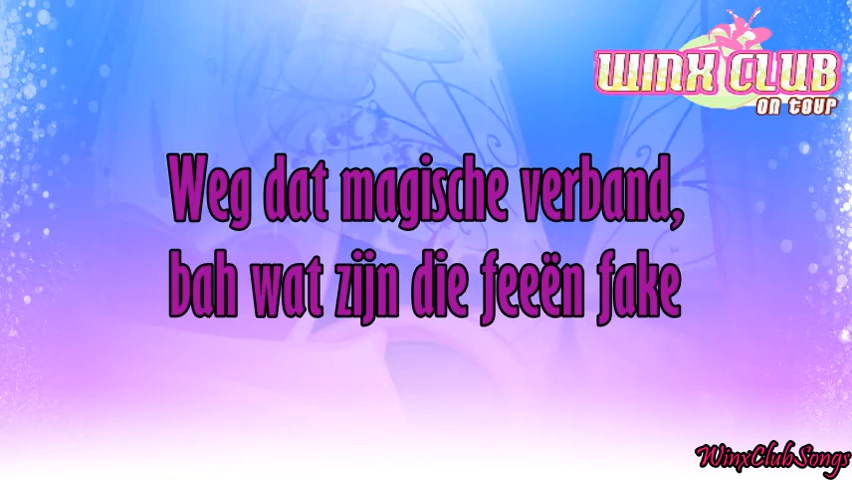 WINX CLUB
ON TOUR
Weg dat magische verband,
bah wat zijn die feeën fake
WinxClubSongs